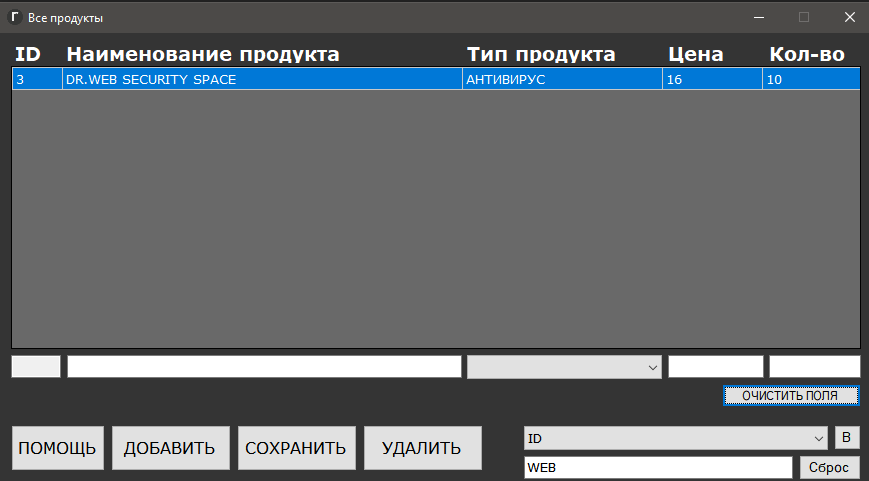 Все продукты
ID Наименование продукта Тип продукта Цена Кол-во
3 DR.WEB SECURITY SPACE АНТИВИРУС 16 10
ОЧИСТИТЬ ПОЛЯ
ПОМОЩЬ ДОБАВИТЬ СОХРАНИТЬ УДАЛИТЬ
ID В
WEB Сброс